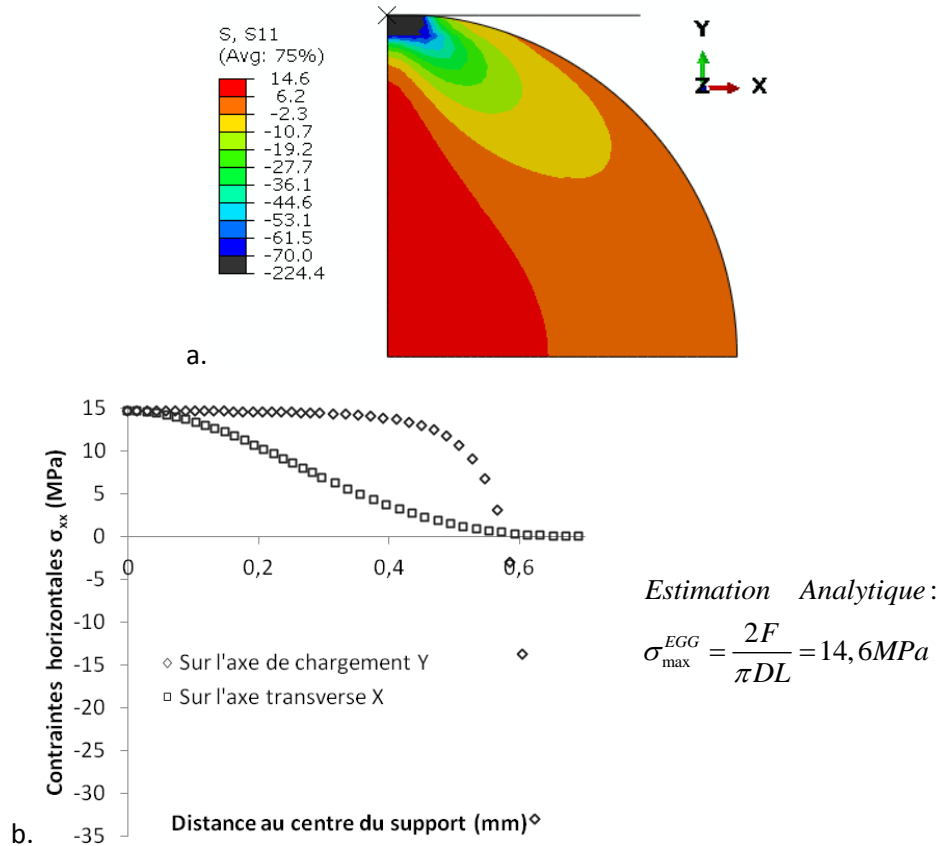 S, S11
(Avg: 75%)
14.6
6.2
-2.3
-10.7
-19.2
-27.7
-36.1
-44.6
-53.1
-61.5
-70.0
-224.4
Y
Z X
a.
Contraintes horizontales σxx (MPa)
15
10
5
0
-5
-10
-15
-20
-25
-30
-35
0 0,2 0,4 0,6
Sur l'axe de chargement Y
Sur l'axe transverse X
Distance au centre du support (mm)
b.
Estimation Analytique :
σ_max^EGG = 2F/πDL = 14,6MPa